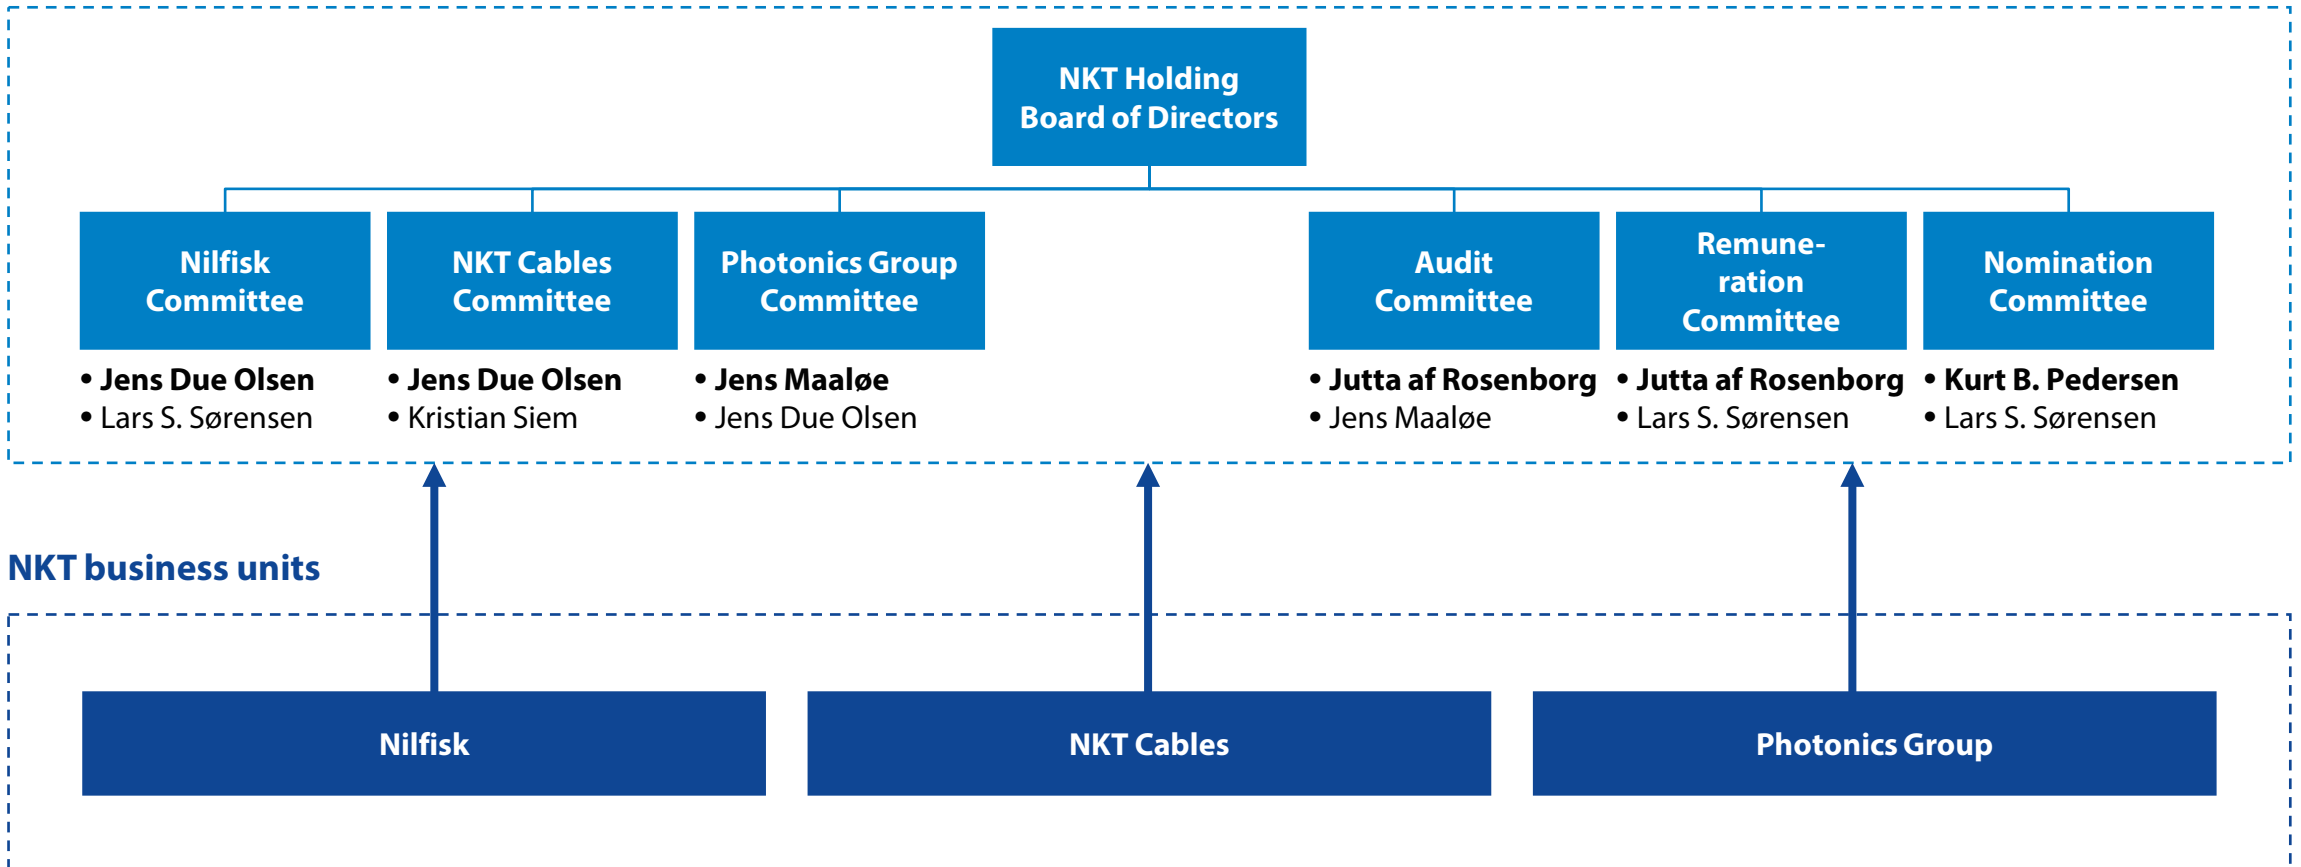 NKT Holding
Board of Directors
Nilfisk
Committee
NKT Cables
Committee
Photonics Group
Committee
Audit
Committee
Remune-
ration
Committee
Nomination
Committee
• Jens Due Olsen
• Lars S. Sørensen
• Jens Due Olsen
• Kristian Siem
• Jens Maaløe
• Jens Due Olsen
• Jutta af Rosenborg
• Jens Maaløe
• Jutta af Rosenborg
• Lars S. Sørensen
• Kurt B. Pedersen
• Lars S. Sørensen
NKT business units
Nilfisk
NKT Cables
Photonics Group